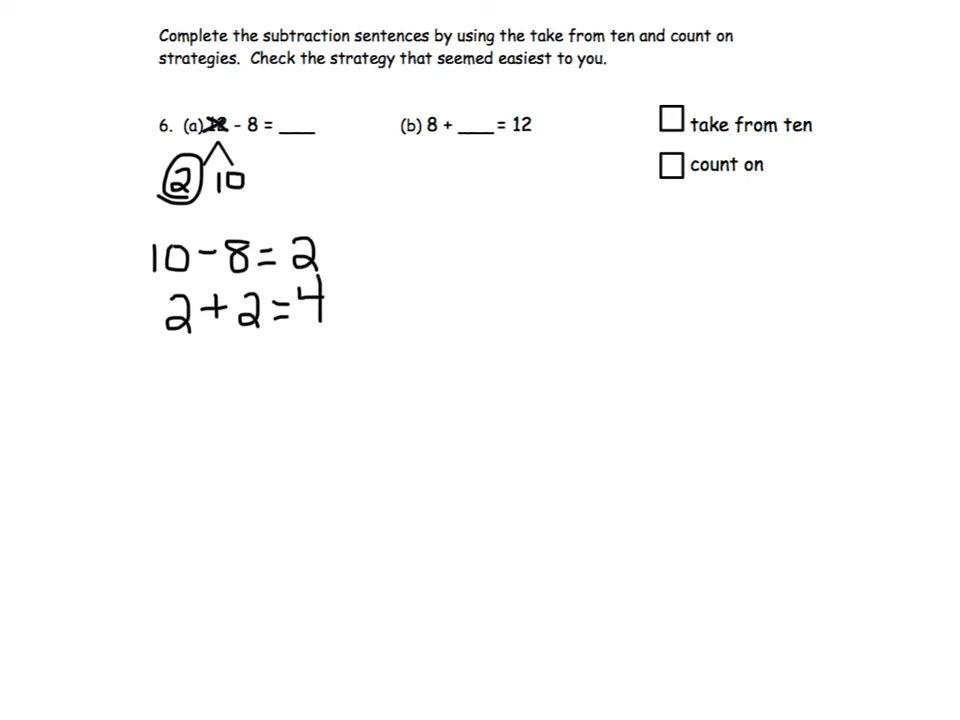 Complete the subtraction sentences by using the take from ten and count on
strategies. Check the strategy that seemed easiest to you.
6. (a) 12 - 8 = ____ (b) 8 + ____ = 12 take from ten
count on
2 10
10 - 8 = 2
2 + 2 = 4